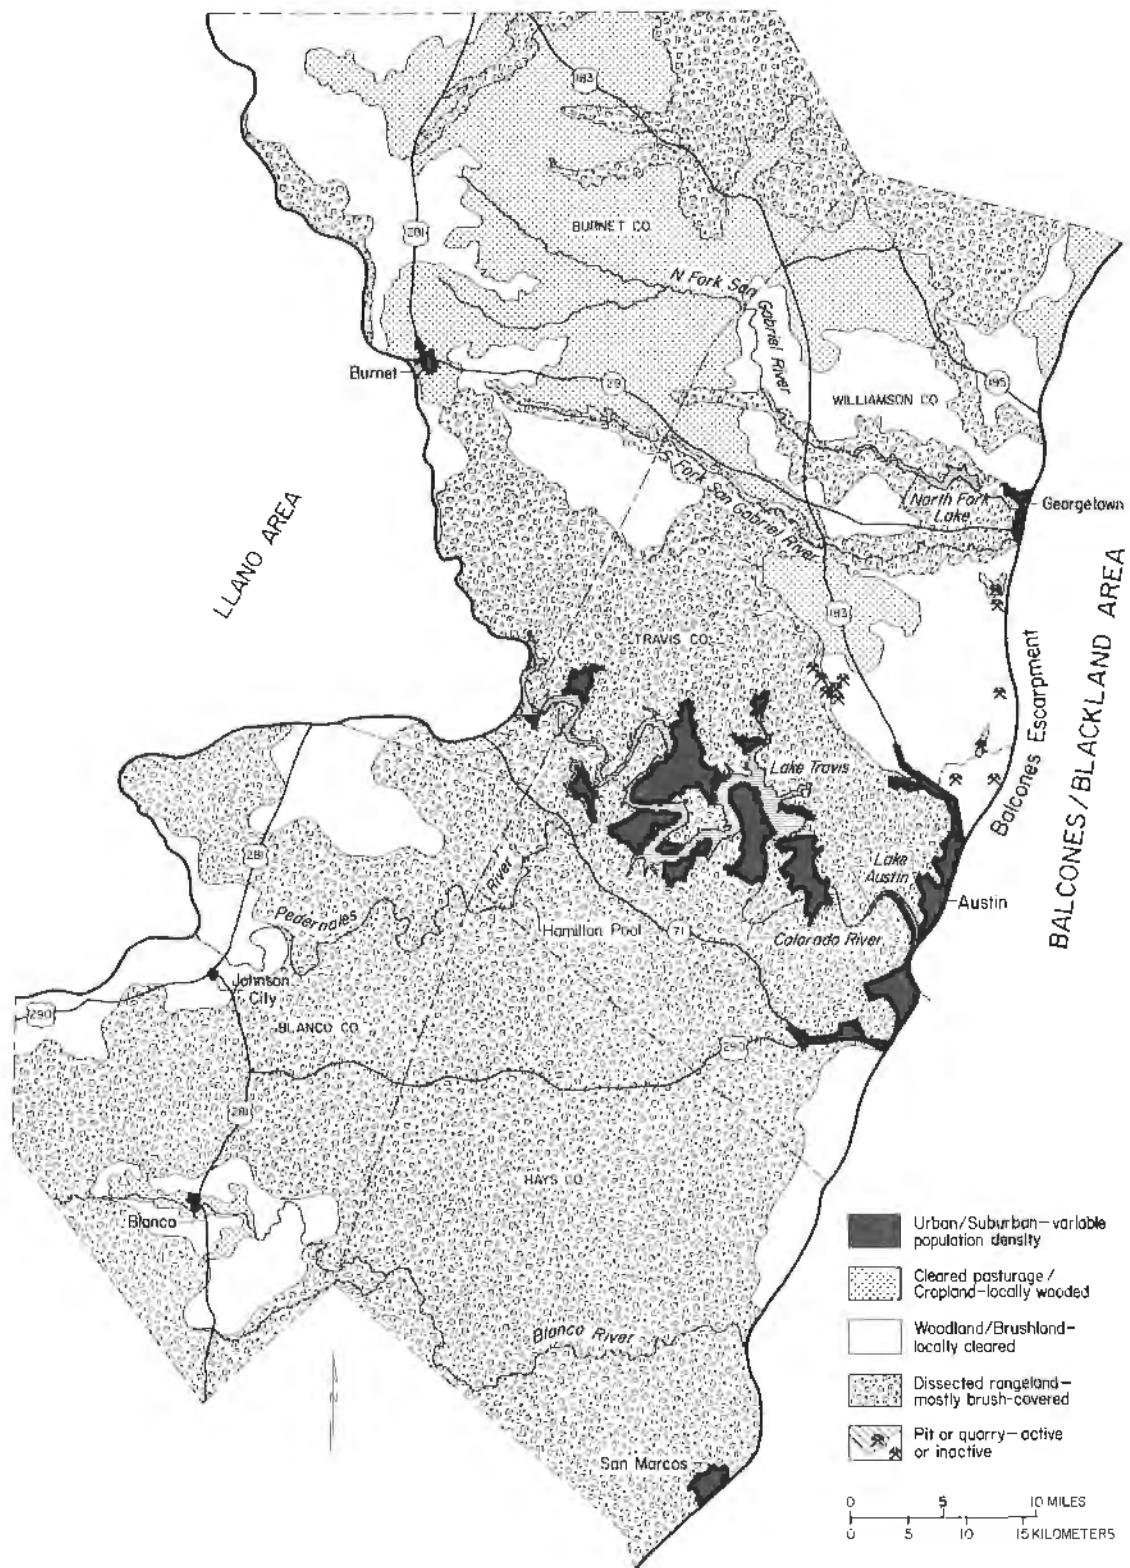 183
BURNET CO.
281
N Fork San Gabriel River
Burnet
29
195
WILLIAMSON CO.
S Fork San Gabriel River
North Fork
Lake
Georgetown
LLANO AREA
183
TRAVIS CO.
Balcones Escarpment
BALCONES/BLACKLAND AREA
Lake Travis
281
Pedernales River
Lake
Austin
Austin
Hamilton Pool
71
Colorado River
Johnson
City
290
BLANCO CO.
290
281
HAYS CO.
Blanco
Blanco River
N
San Marcos
Urban/Suburban—variable
population density
Cleared pasturage/
Cropland—locally wooded
Woodland/Brushland—
locally cleared
Dissected rangeland—
mostly brush-covered
Pit or quarry—active
or inactive
0 5 10 MILES
0 5 10 15 KILOMETERS